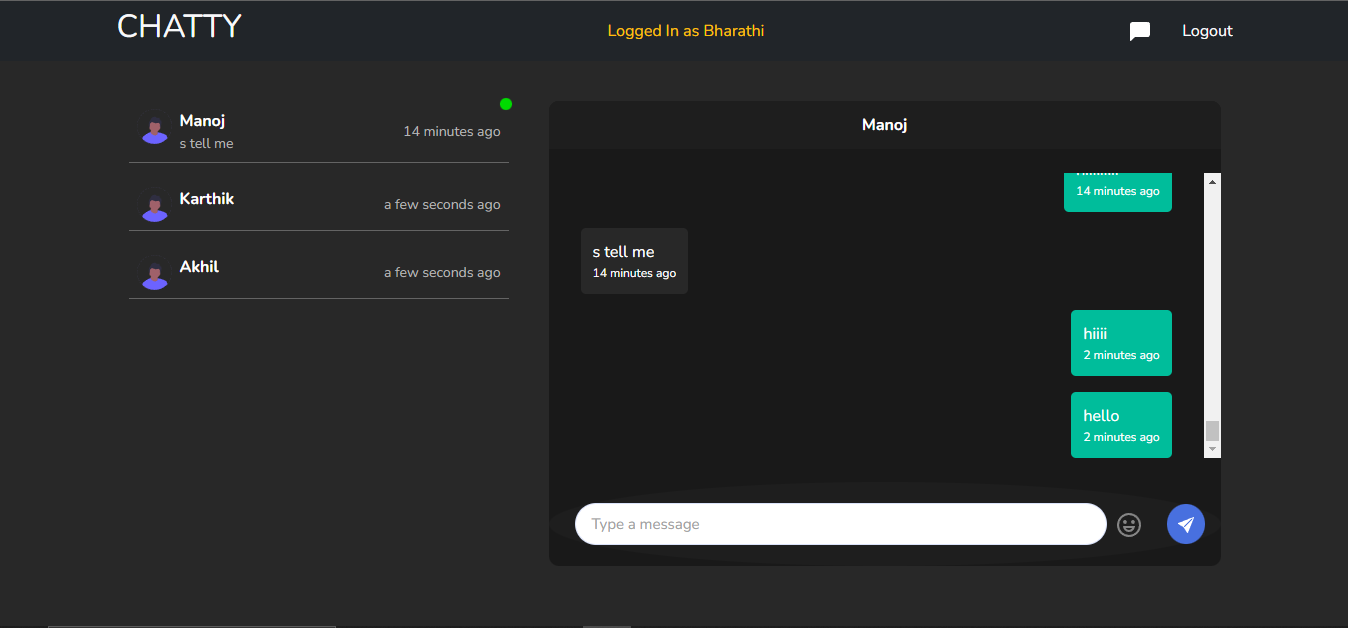 CHATTY
Logged In as Bharathi
Logout
Manoj
s tell me
14 minutes ago
Karthik
a few seconds ago
Akhil
a few seconds ago
Manoj
14 minutes ago
s tell me
14 minutes ago
hiiii
2 minutes ago
hello
2 minutes ago
Type a message